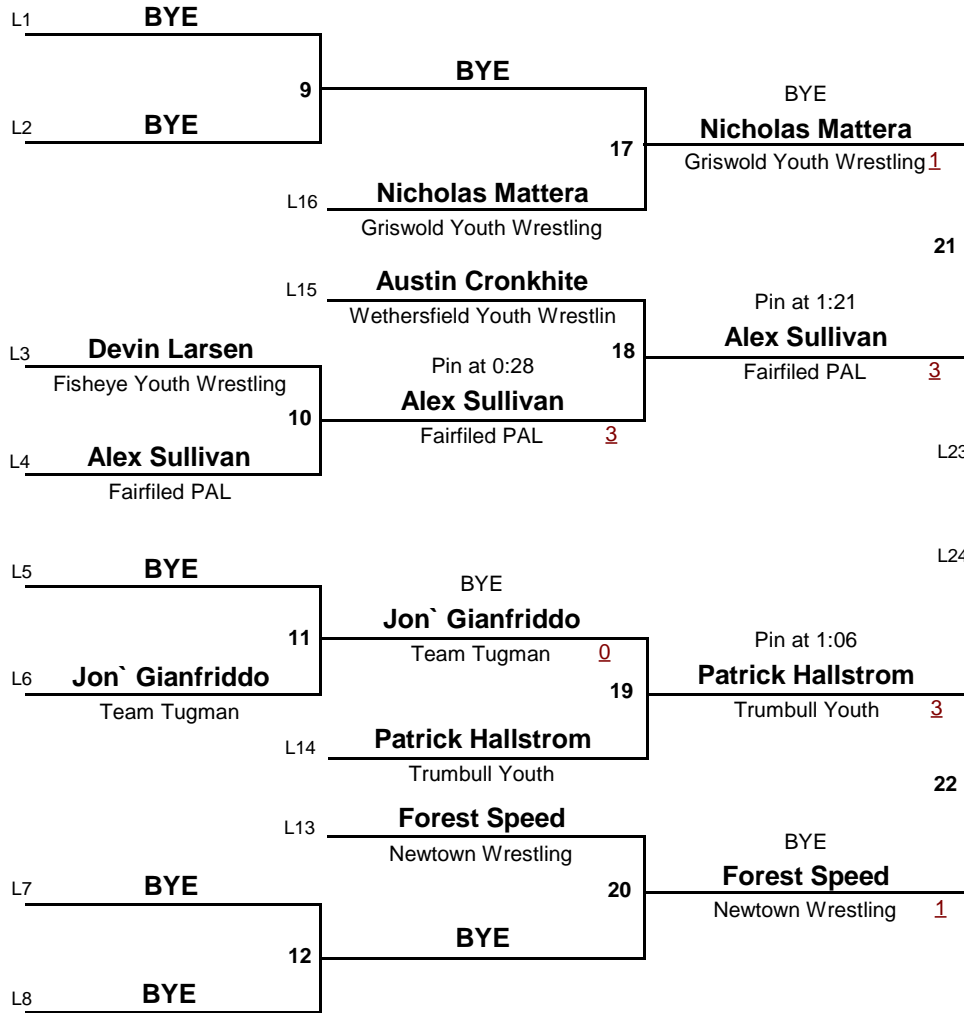 L1 BYE
BYE
9
BYE
L2 BYE
Nicholas Mattera
17
Griswold Youth Wrestling 1
L16 Nicholas Mattera
Griswold Youth Wrestling
21
L15 Austin Cronkhite
Wethersfield Youth Wrestlin
Pin at 1:21
L3 Devin Larsen
18
Alex Sullivan
Fisheye Youth Wrestling
Pin at 0:28
Fairfiled PAL 3
10
Alex Sullivan
Fairfiled PAL 3
L4 Alex Sullivan
L23
Fairfiled PAL
L24
L5 BYE
BYE
Jon` Gianfriddo
11
Team Tugman 0
Pin at 1:06
L6 Jon` Gianfriddo
19
Patrick Hallstrom
Team Tugman
Trumbull Youth 3
L14 Patrick Hallstrom
Trumbull Youth
22
L13 Forest Speed
Newtown Wrestling
BYE
L7 BYE
20
Forest Speed
Newtown Wrestling 1
12
BYE
L8 BYE